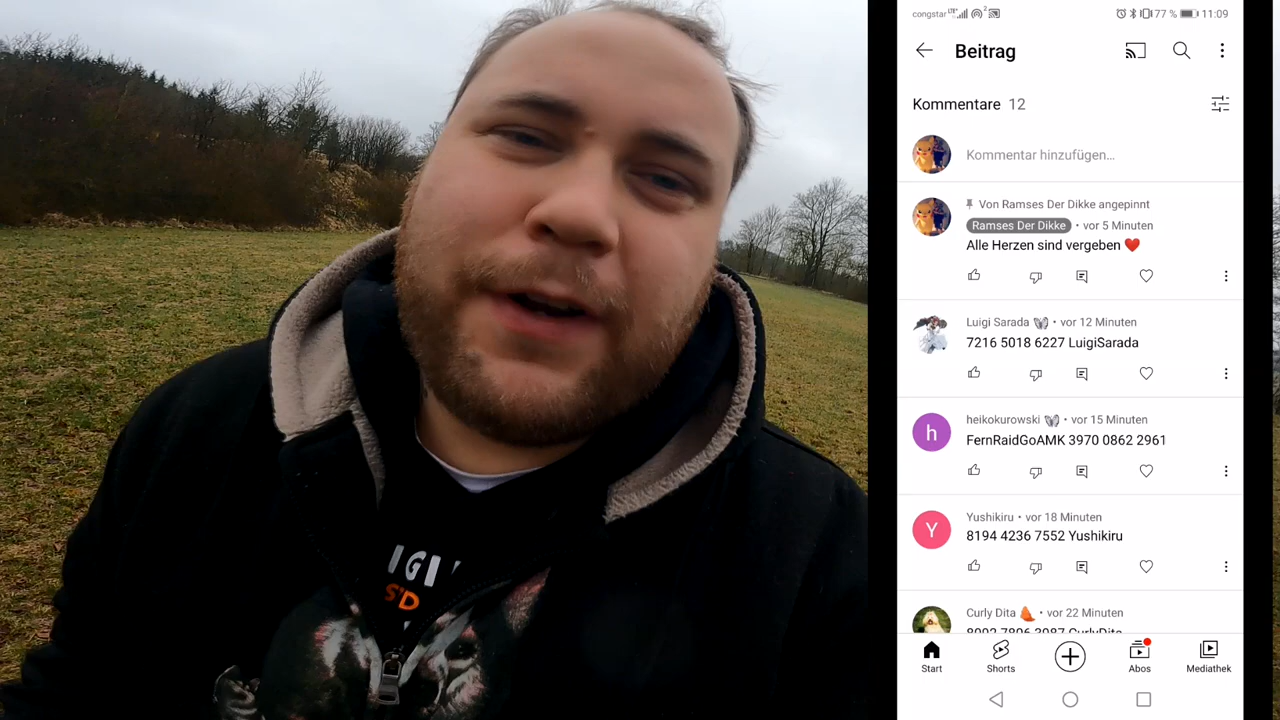 congstar 77 % 11:09
Beitrag
Kommentare 12
Kommentar hinzufügen...
Von Ramses Der Dikke angepinnt
Ramses Der Dikke • vor 5 Minuten
Alle Herzen sind vergeben ❤️
Luigi Sarada • vor 12 Minuten
7216 5018 6227 LuigiSarada
heikokurowski • vor 15 Minuten
FernRaidGoAMK 3970 0862 2961
Yushikiru • vor 18 Minuten
8194 4236 7552 Yushikiru
Curly Dita • vor 22 Minuten
Start Shorts Abos Mediathek
h
Y
S'D